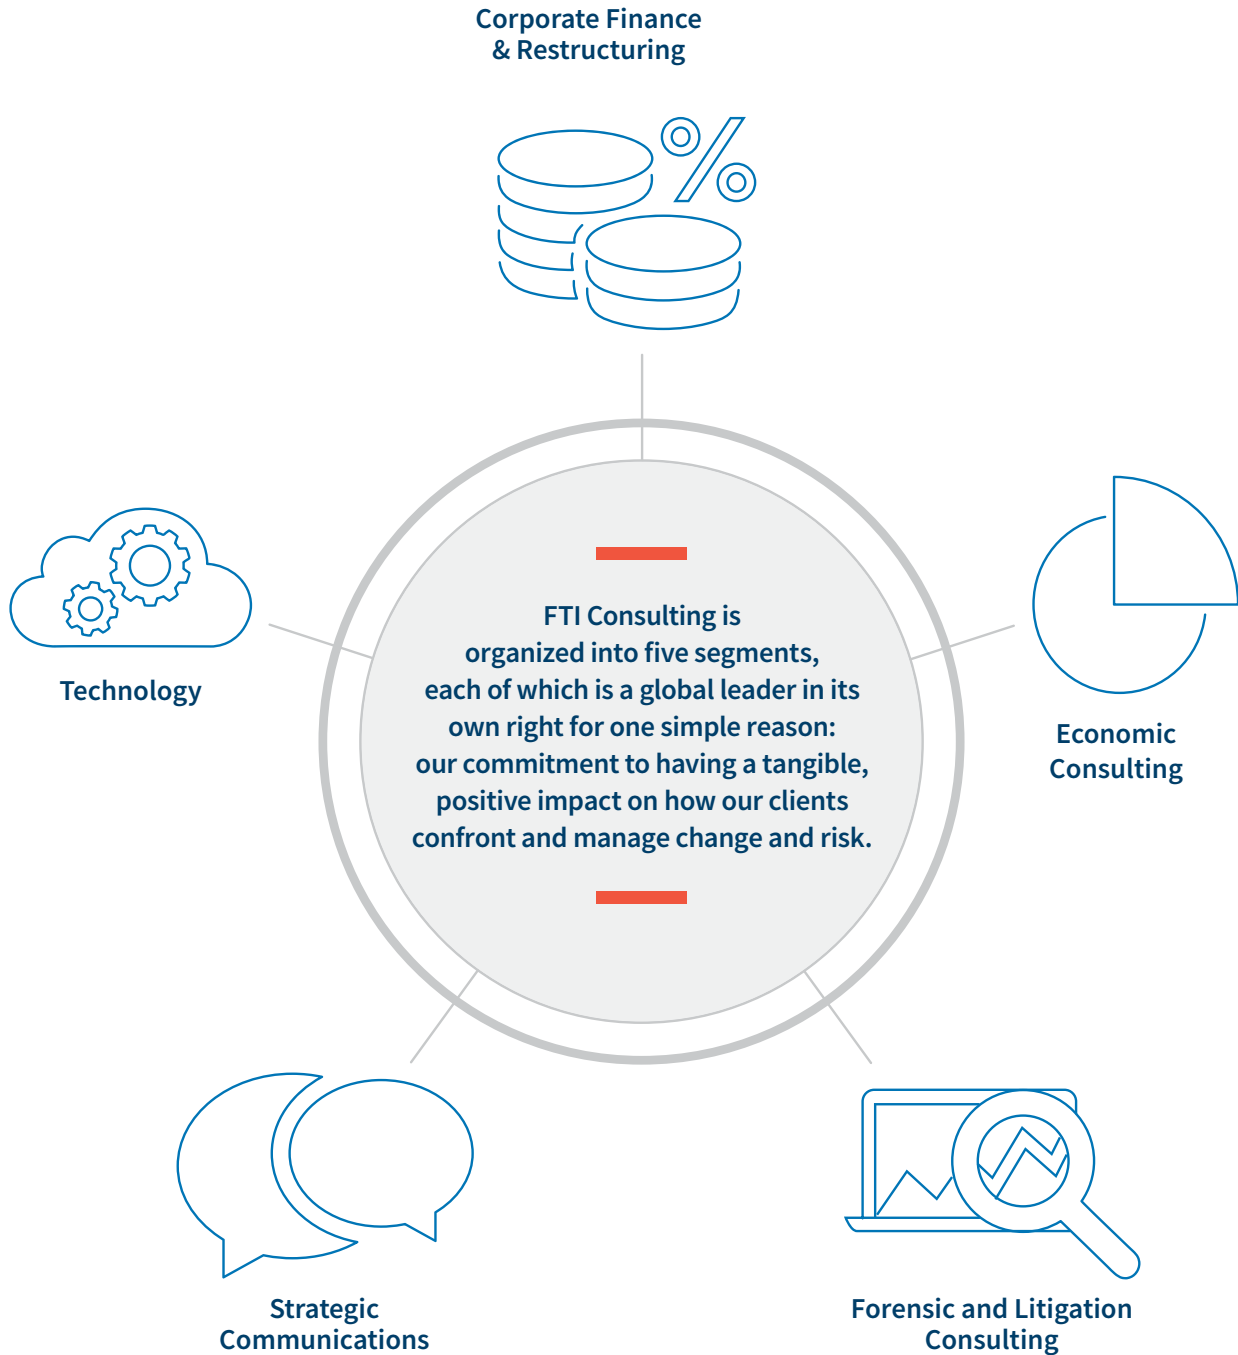 Corporate Finance
& Restructuring
FTI Consulting is
organized into five segments,
each of which is a global leader in its
own right for one simple reason:
our commitment to having a tangible,
positive impact on how our clients
confront and manage change and risk.
Technology
Economic
Consulting
Strategic
Communications
Forensic and Litigation
Consulting